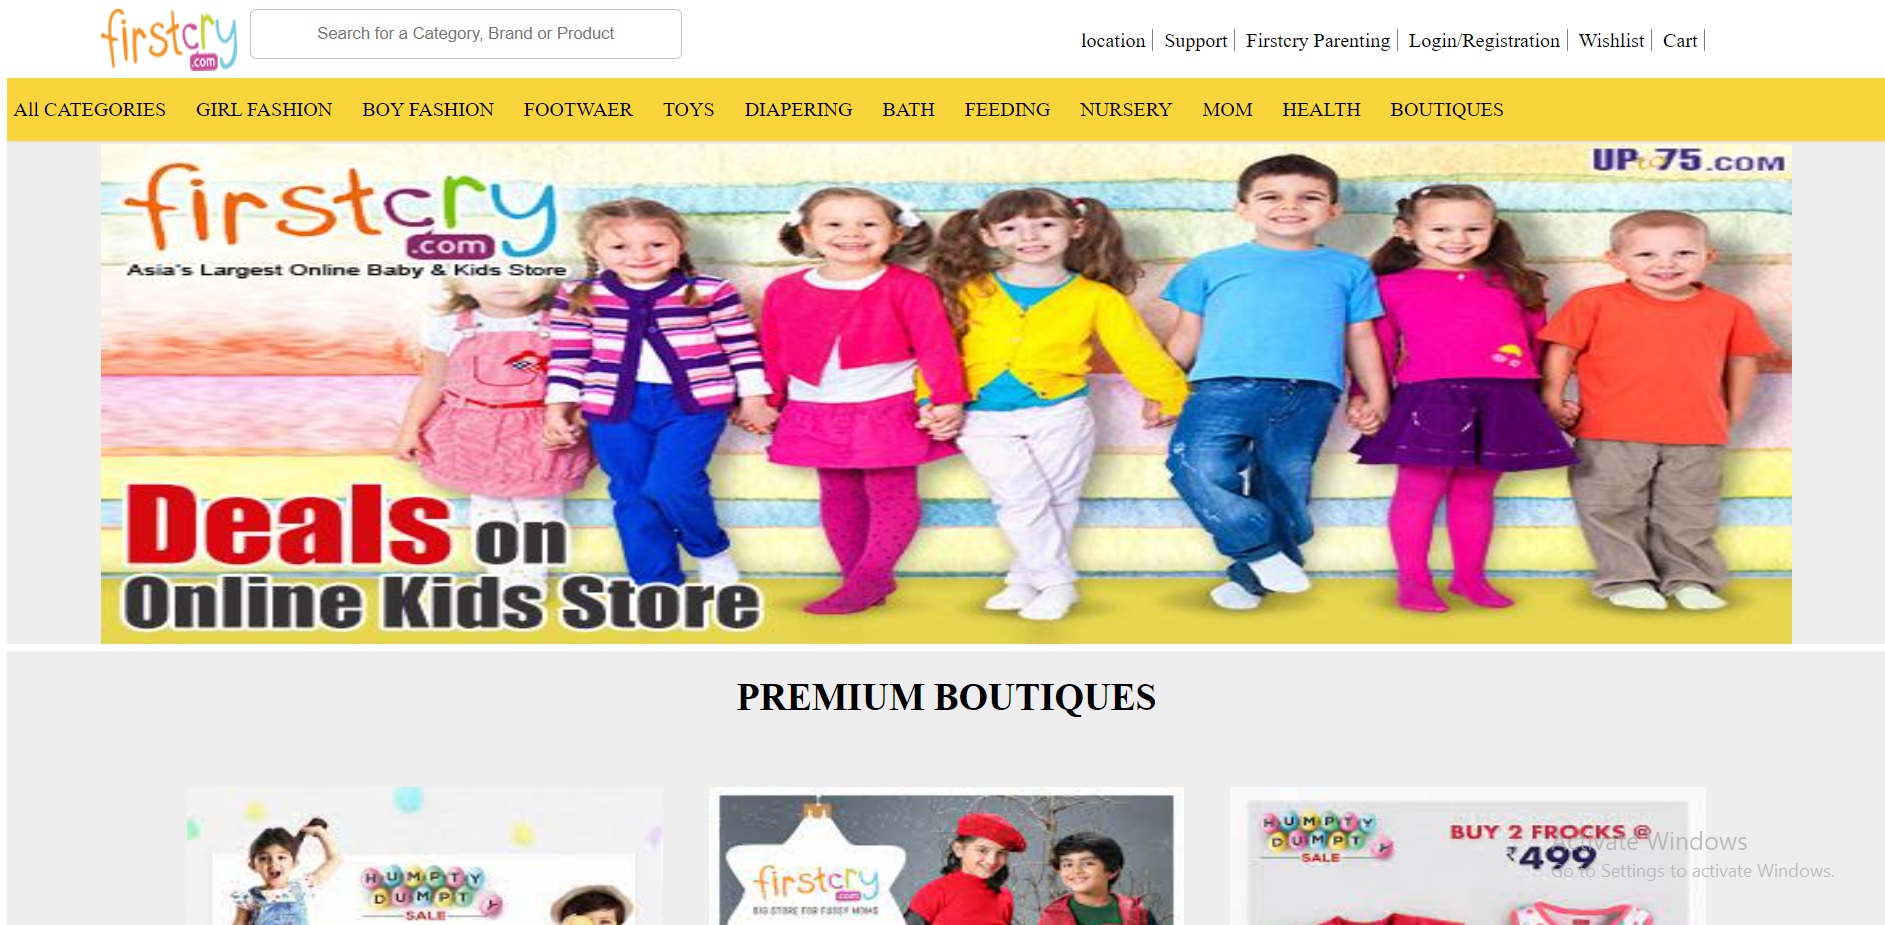 firstcry
.com
Search for a Category, Brand or Product
location
Support
Firstcry Parenting
Login/Registration
Wishlist
Cart
All CATEGORIES
GIRL FASHION
BOY FASHION
FOOTWAER
TOYS
DIAPERING
BATH
FEEDING
NURSERY
MOM
HEALTH
BOUTIQUES
firstcry
.com
Asia's Largest Online Baby & Kids Store
UPto75.COM
Deals on
Online Kids Store
PREMIUM BOUTIQUES
HUMPTY
DUMPTY
SALE
firstcry
.com
BIG STORE FOR FUSSY MOMS
HUMPTY
DUMPTY
SALE
BUY 2 FROCKS @
₹499
Activate Windows
Go to Settings to activate Windows.